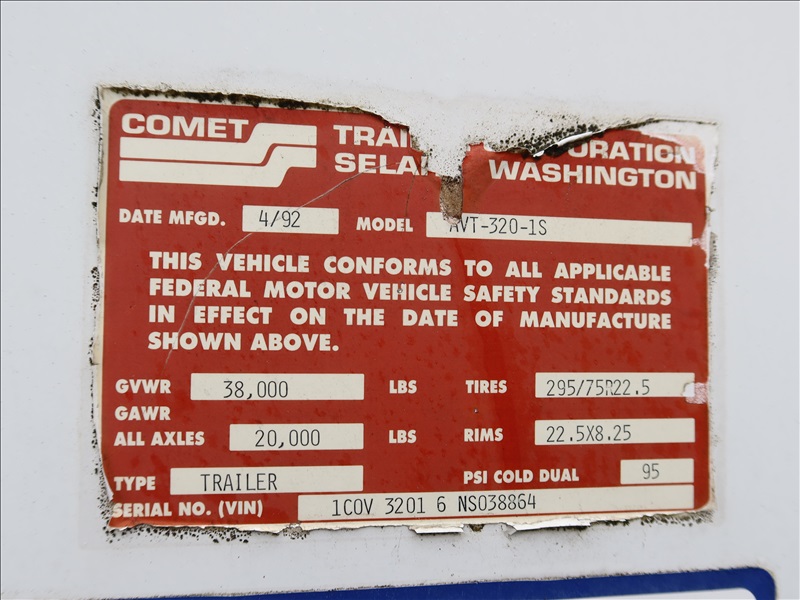 COMET TRAI ORATION
SELA WASHINGTON
DATE MFGD. 4/92 MODEL AVT-320-1S
THIS VEHICLE CONFORMS TO ALL APPLICABLE
FEDERAL MOTOR VEHICLE SAFETY STANDARDS
IN EFFECT ON THE DATE OF MANUFACTURE
SHOWN ABOVE.
GVWR 38,000 LBS TIRES 295/75R22.5
GAWR
ALL AXLES 20,000 LBS RIMS 22.5X8.25
TYPE TRAILER PSI COLD DUAL 95
SERIAL NO. (VIN) 1COV 3201 6 NS038864